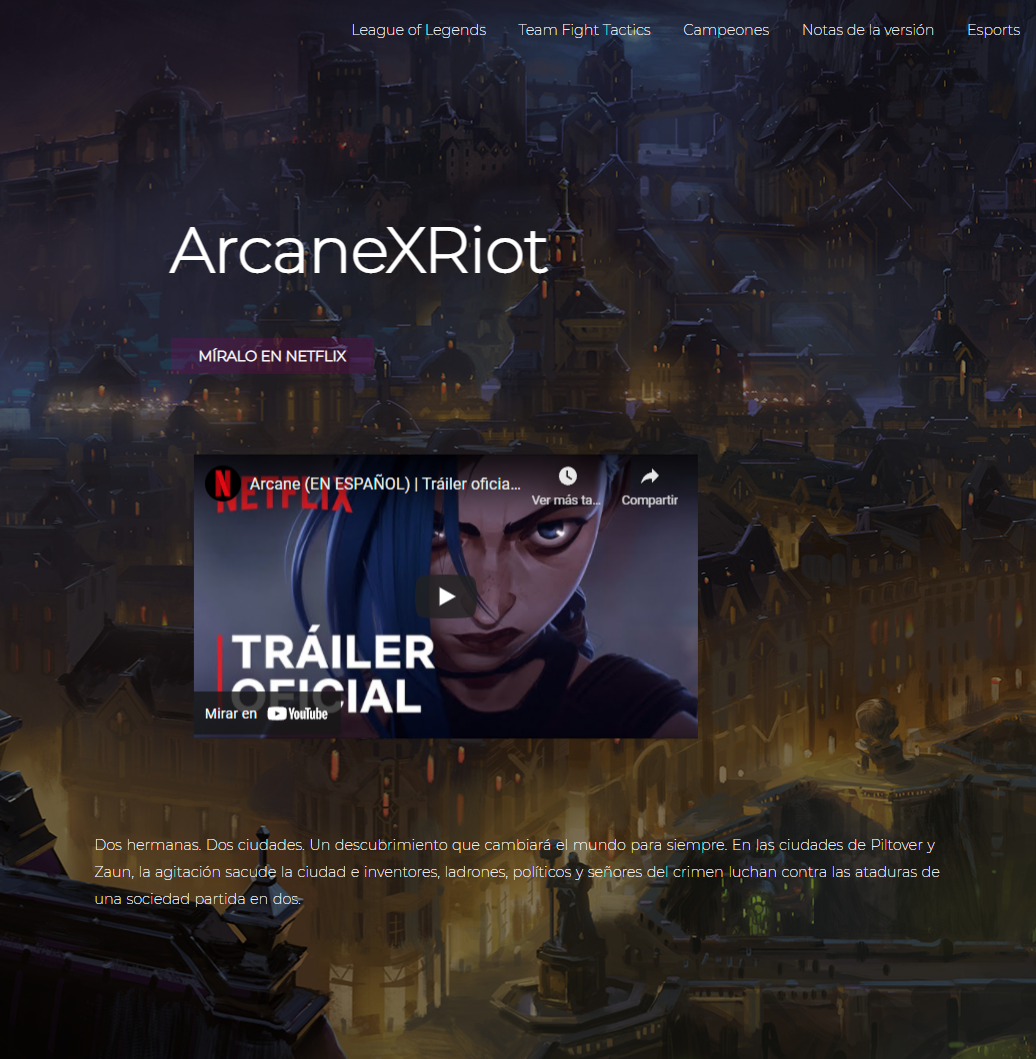 League of Legends Team Fight Tactics Campeones Notas de la versión Esports
ArcaneXRiot
MÍRALO EN NETFLIX
N Arcane (EN ESPAÑOL) | Tráiler oficia...
Ver más ta... Compartir
NETFLIX
TRÁILER
OFICIAL
Mirar en YouTube
Dos hermanas. Dos ciudades. Un descubrimiento que cambiará el mundo para siempre. En las ciudades de Piltover y
Zaun, la agitación sacude la ciudad e inventores, ladrones, políticos y señores del crimen luchan contra las ataduras de
una sociedad partida en dos.